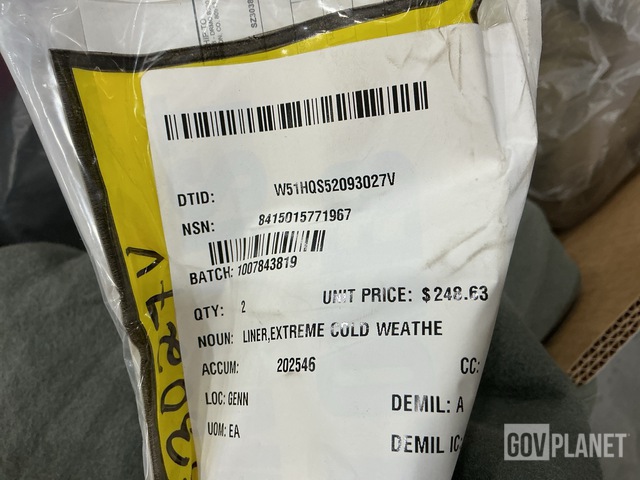 DTID: W51HQS52093027V
NSN: 8415015771967
BATCH: 1007843819
QTY: 2 UNIT PRICE: $248.63
NOUN: LINER,EXTREME COLD WEATHE
ACCUM: 202546 CC:
LOC: GENN DEMIL: A
UOM: EA DEMIL IC:
3027V
GOVPLANET